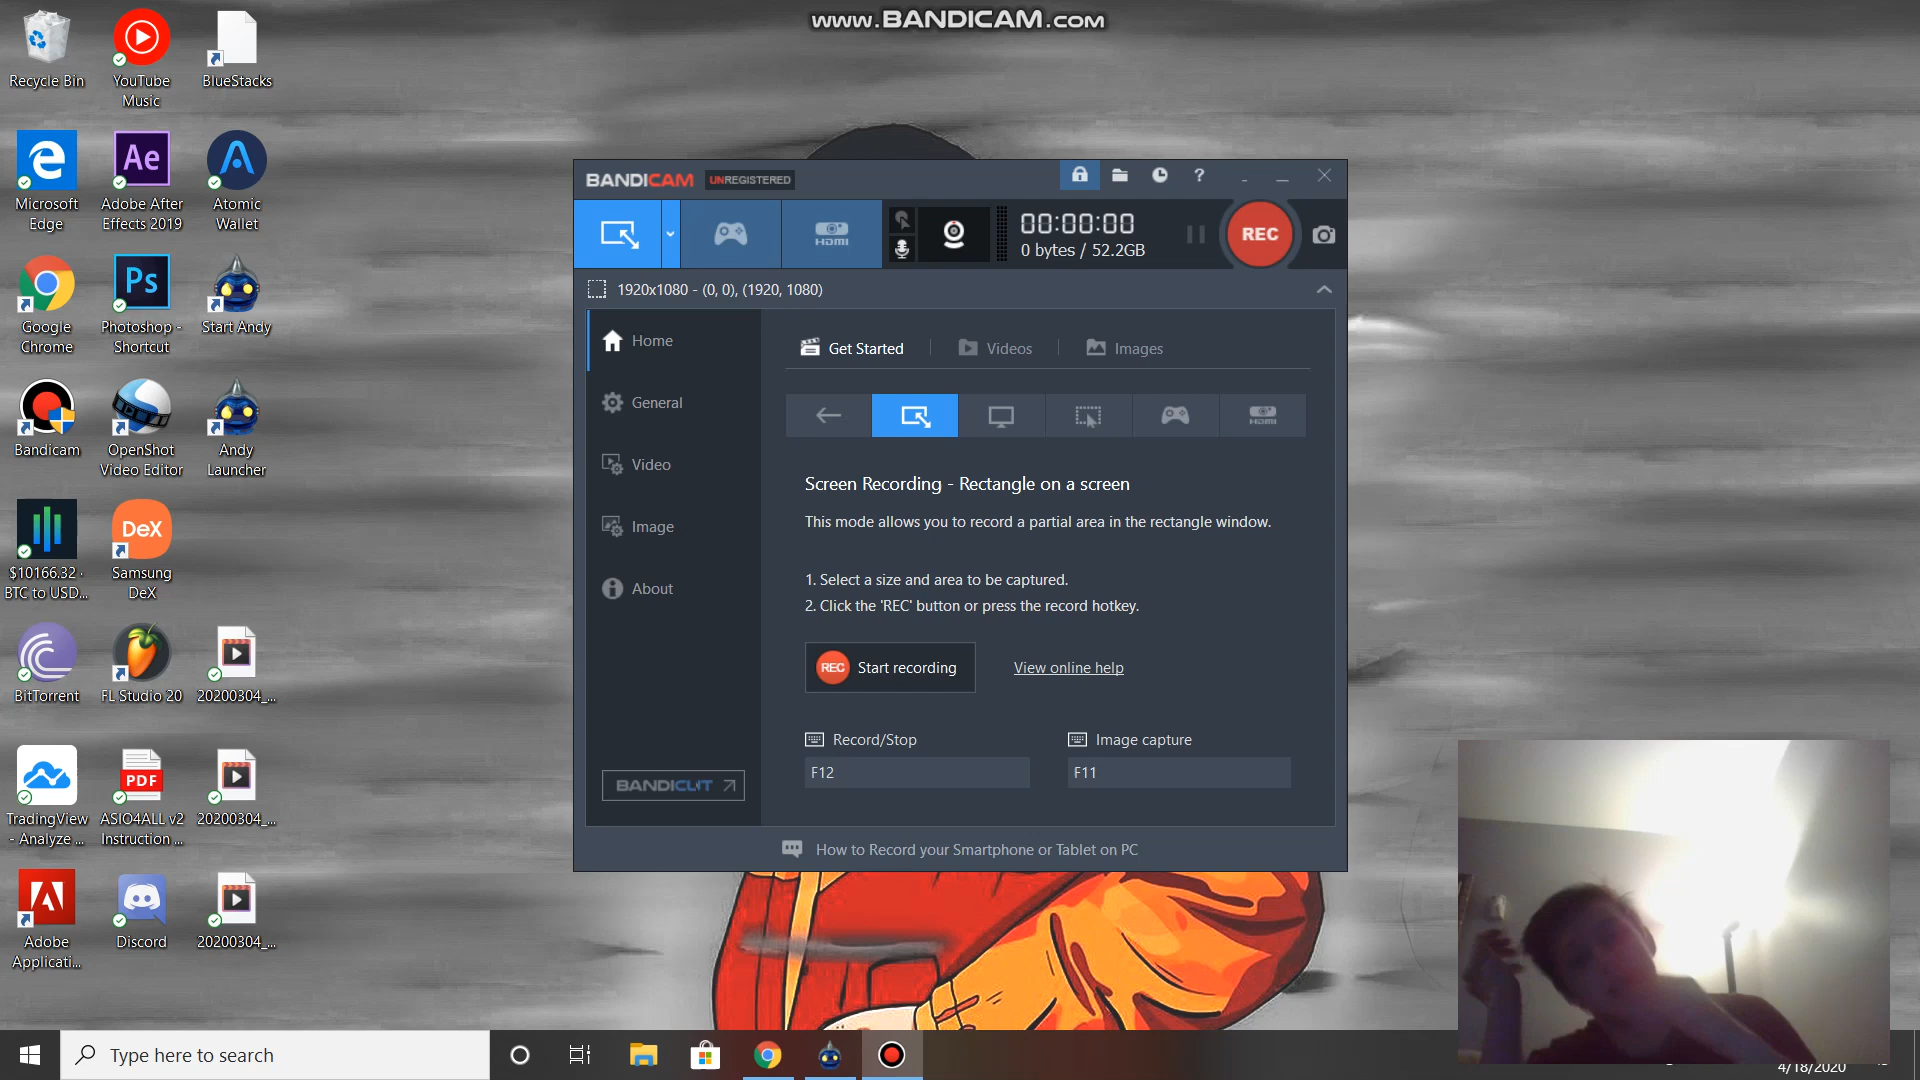 www.BANDICAM.com
Recycle Bin
YouTube
Music
BlueStacks
Microsoft
Edge
Ae
Adobe After
Effects 2019
Atomic
Wallet
Google
Chrome
Ps
Photoshop -
Shortcut
Start Andy
Bandicam
OpenShot
Video Editor
Andy
Launcher
$10166.32 ·
BTC to USD...
DeX
Samsung
DeX
BitTorrent
FL Studio 20
20200304_...
TradingView
- Analyze ...
PDF
ASIO4ALL v2
Instruction ...
20200304_...
Adobe
Applicati...
Discord
20200304_...
BANDICAM UNREGISTERED
HDMI
00:00:00
0 bytes / 52.2GB
REC
1920x1080 - (0, 0), (1920, 1080)
Home
General
Video
Image
About
BANDICUT
Get Started
Videos
Images
HDMI
Screen Recording - Rectangle on a screen
This mode allows you to record a partial area in the rectangle window.
1. Select a size and area to be captured.
2. Click the 'REC' button or press the record hotkey.
REC Start recording
View online help
Record/Stop
F12
Image capture
F11
How to Record your Smartphone or Tablet on PC
Type here to search
4/18/2020